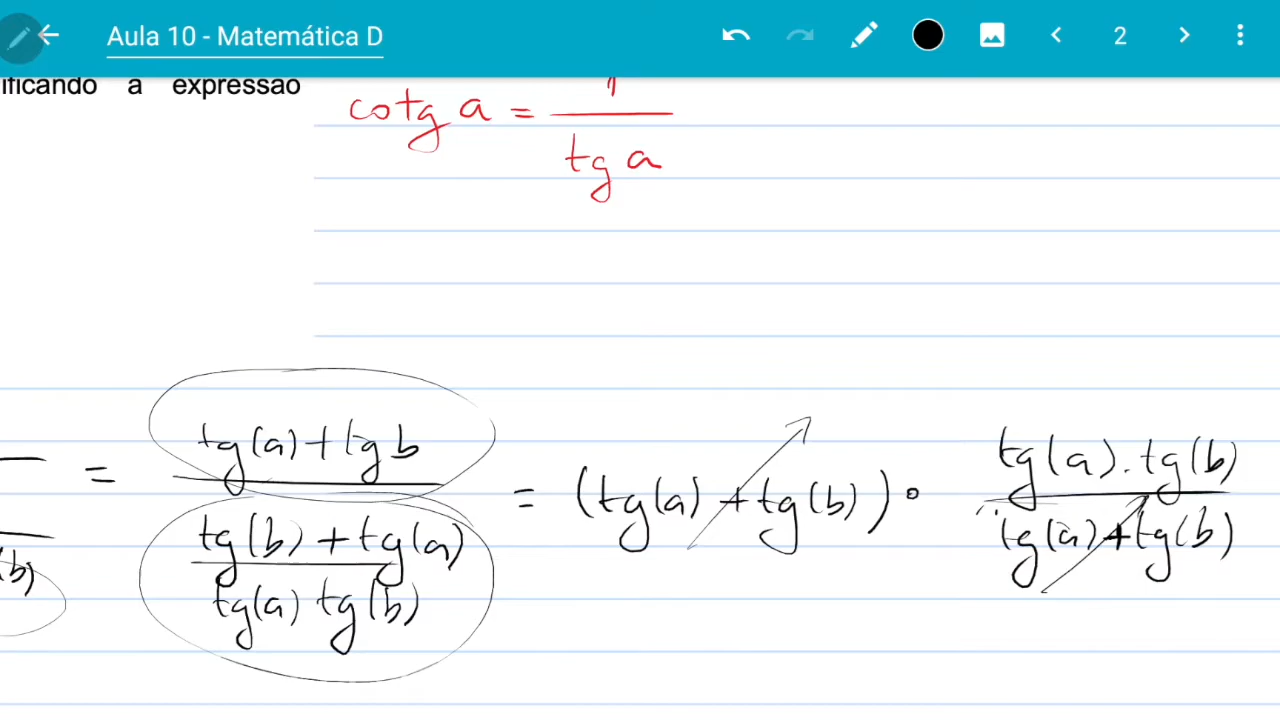 Aula 10 - Matemática D
2
ificando a expressão
cotg a = 1
tg a
= tg(a) + tg b
tg(b) + tg(a)
tg(a) tg(b)
= (tg(a) + tg(b)) • tg(a) . tg(b)
tg(a) + tg(b)
(b)